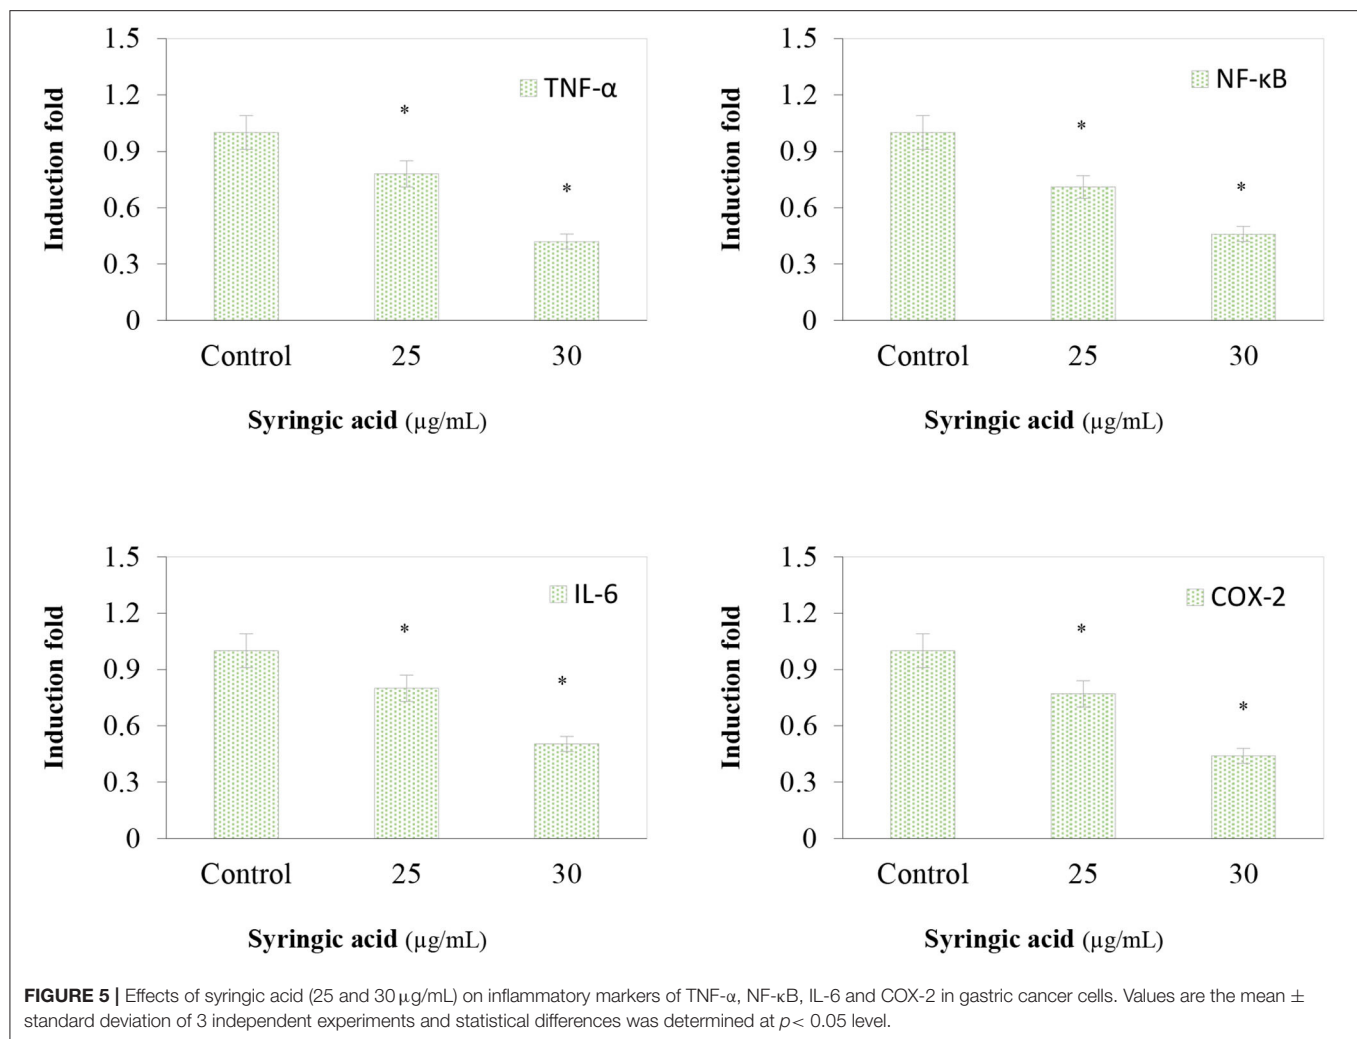 1.5
1.2
0.9
0.6
0.3
0
Induction fold
TNF-α
*
*
Control 25 30
Syringic acid (µg/mL)
1.5
1.2
0.9
0.6
0.3
0
Induction fold
NF-κB
*
*
Control 25 30
Syringic acid (µg/mL)
1.5
1.2
0.9
0.6
0.3
0
Induction fold
IL-6
*
*
Control 25 30
Syringic acid (µg/mL)
1.5
1.2
0.9
0.6
0.3
0
Induction fold
COX-2
*
*
Control 25 30
Syringic acid (µg/mL)
FIGURE 5 | Effects of syringic acid (25 and 30 µg/mL) on inflammatory markers of TNF-α, NF-κB, IL-6 and COX-2 in gastric cancer cells. Values are the mean ±
standard deviation of 3 independent experiments and statistical differences was determined at p< 0.05 level.